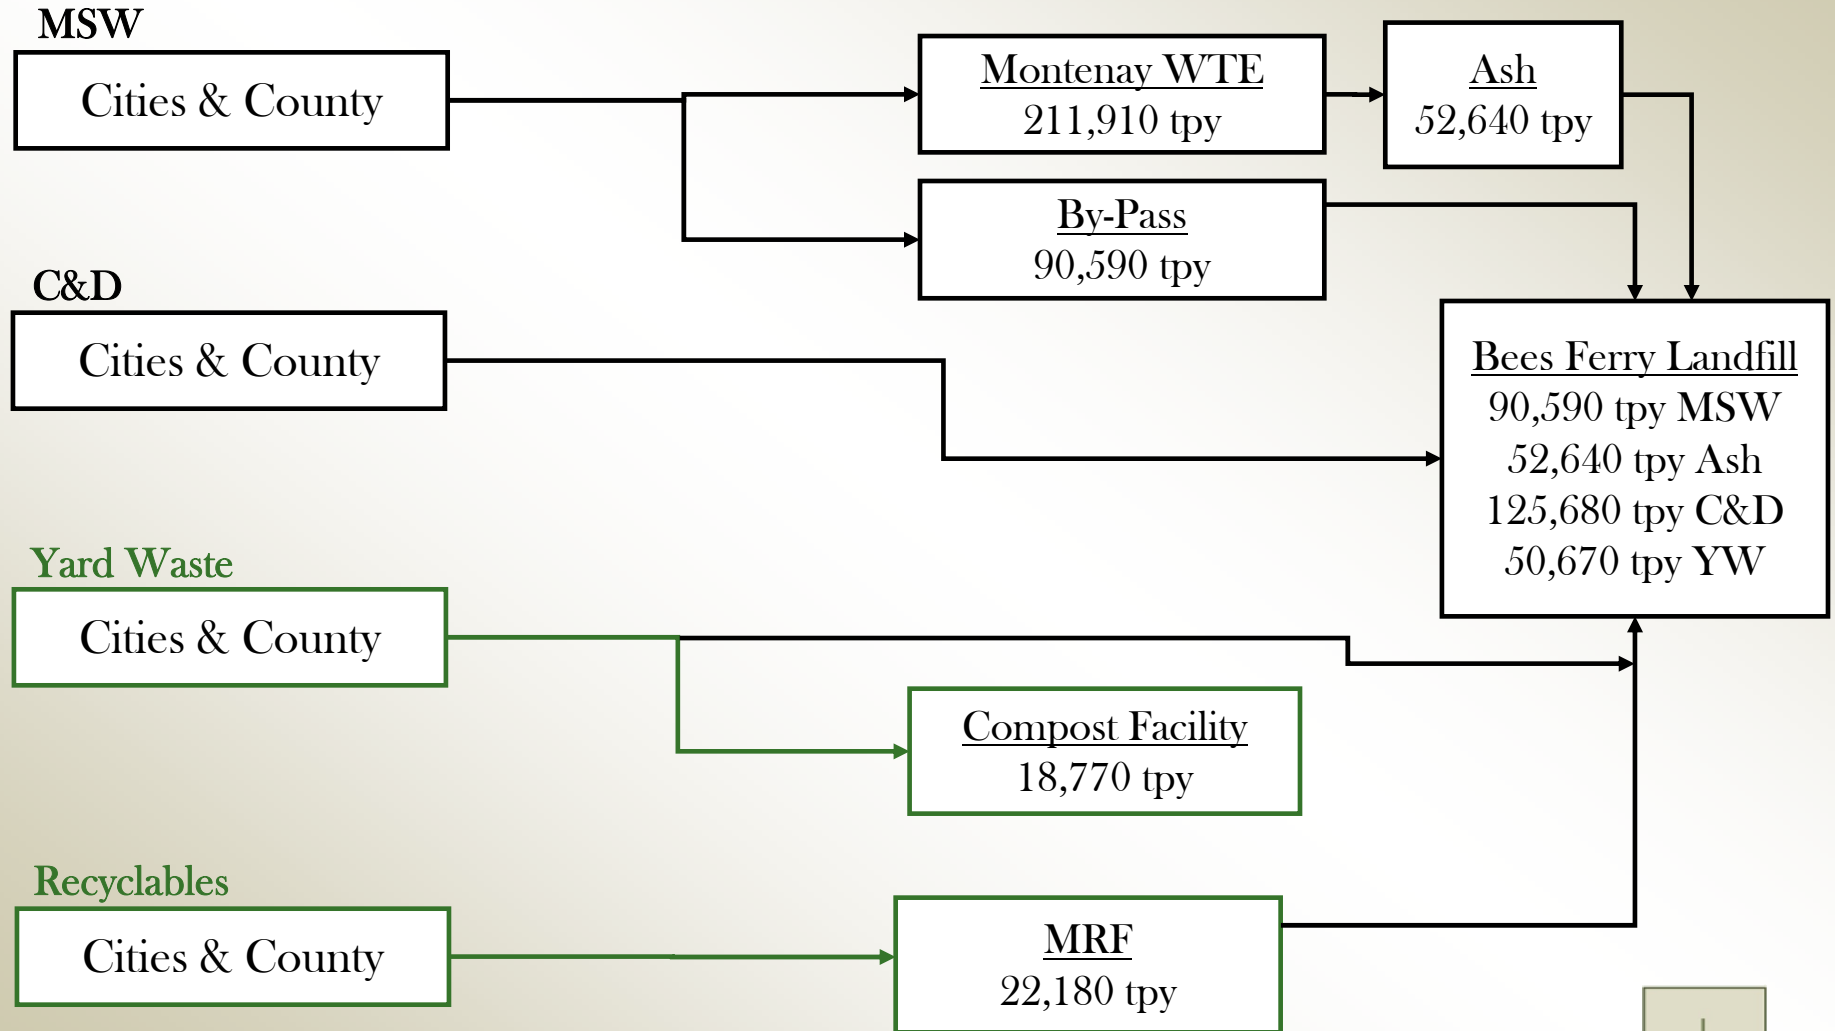 MSW
Cities & County
Montenay WTE
211,910 tpy
Ash
52,640 tpy
By-Pass
90,590 tpy
C&D
Cities & County
Bees Ferry Landfill
90,590 tpy MSW
52,640 tpy Ash
125,680 tpy C&D
50,670 tpy YW
Yard Waste
Cities & County
Compost Facility
18,770 tpy
Recyclables
Cities & County
MRF
22,180 tpy